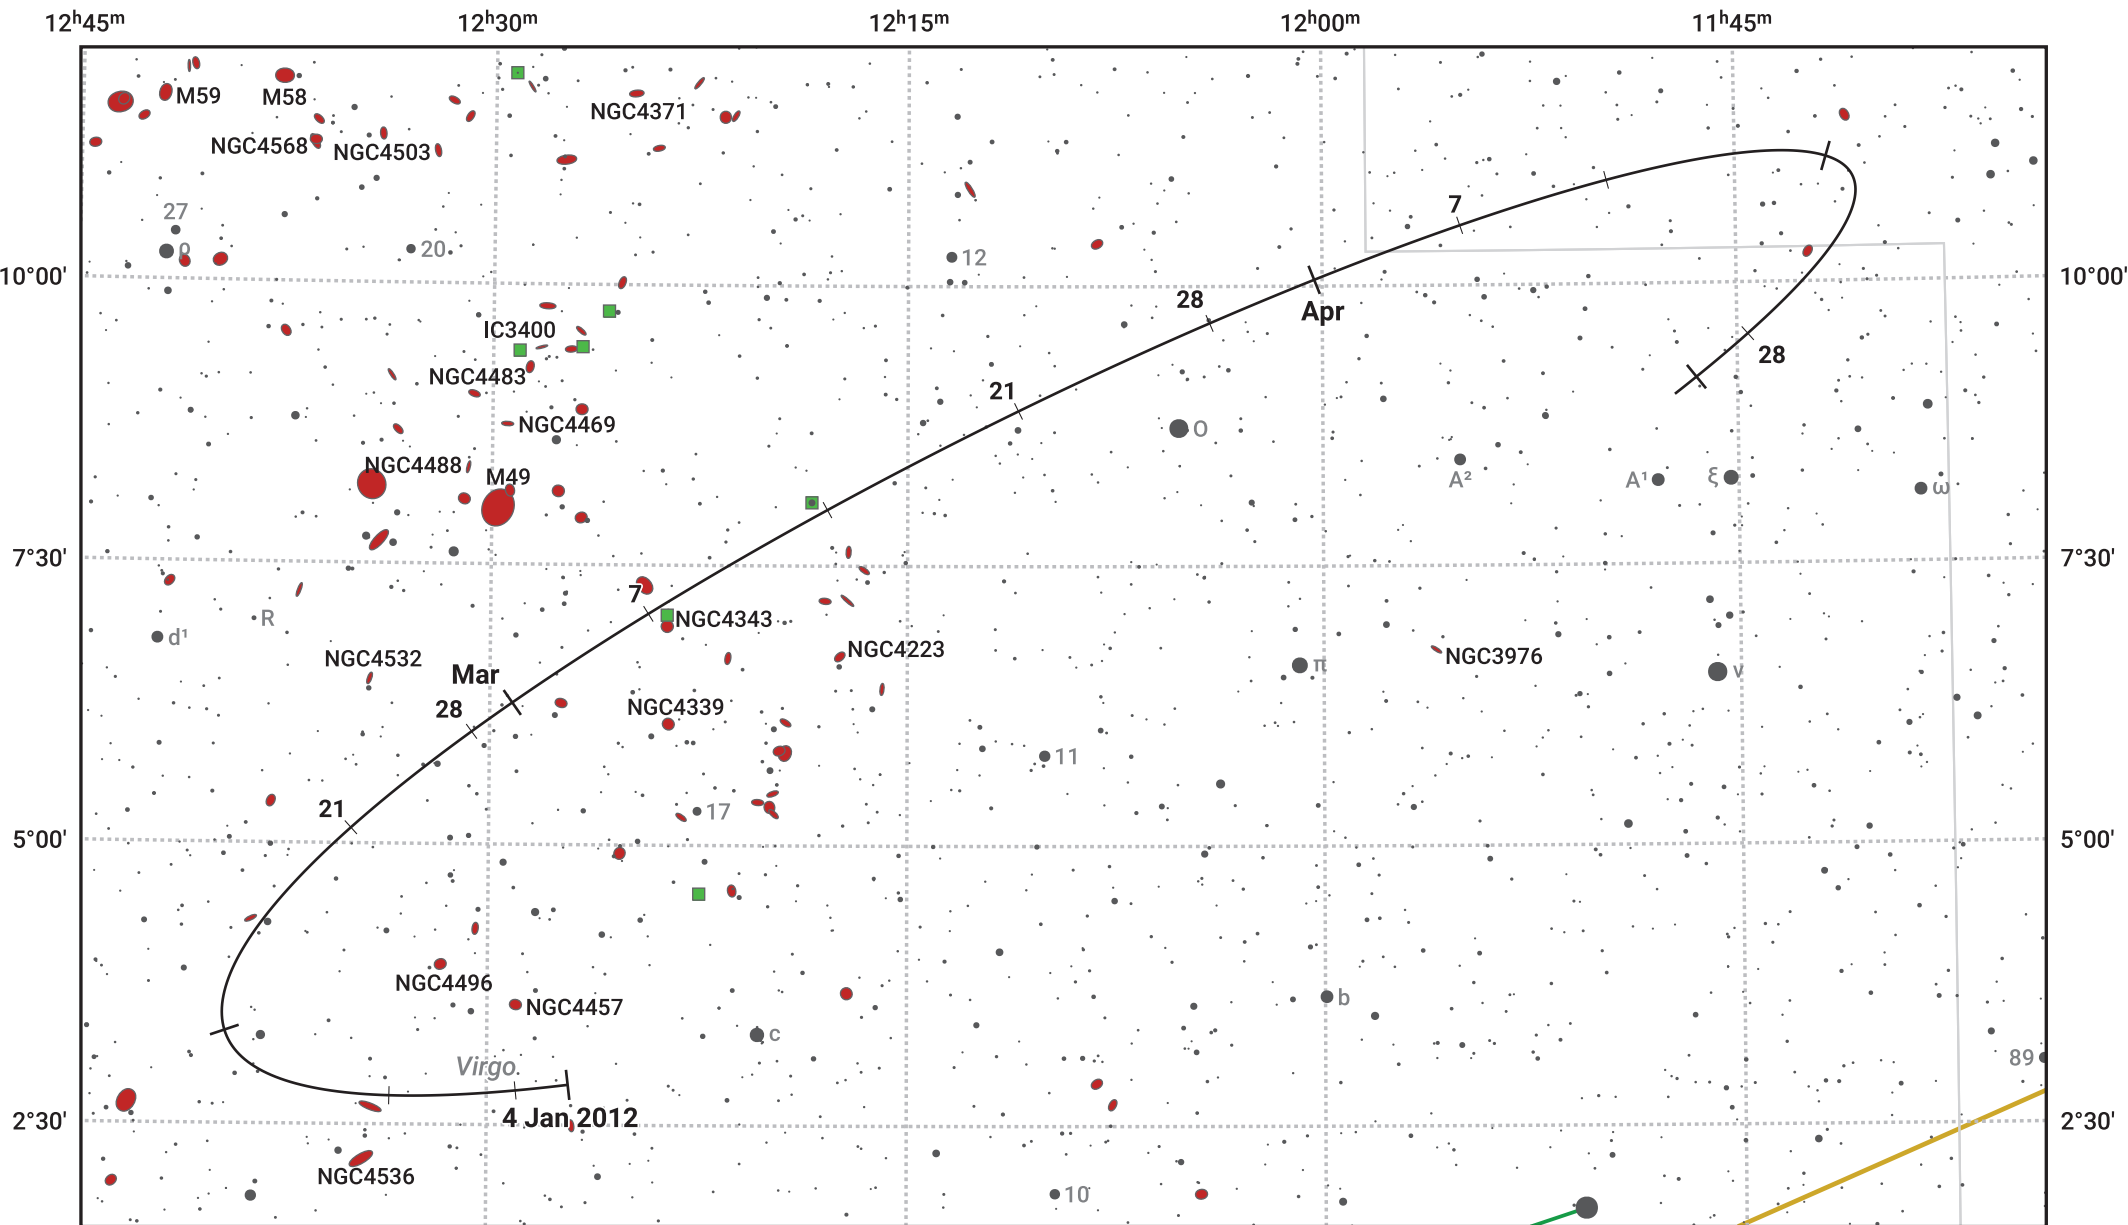 12ʰ45ᵐ 12ʰ30ᵐ 12ʰ15ᵐ 12ʰ00ᵐ 11ʰ45ᵐ
M59 M58 NGC4371
NGC4568 NGC4503
7
27
ρ 20 12
10°00' 10°00'
28
Apr
IC3400
28
NGC4483
21
NGC4469 O
NGC4488 M49
A² A¹ ξ ω
7°30' 7°30'
7
R NGC4343
d¹
NGC4532 NGC4223 NGC3976
π ν
Mar
28 NGC4339
11
21 17
5°00' 5°00'
NGC4496
NGC4457 b
c
Virgo 89
4 Jan 2012
2°30' 2°30'
NGC4536
10